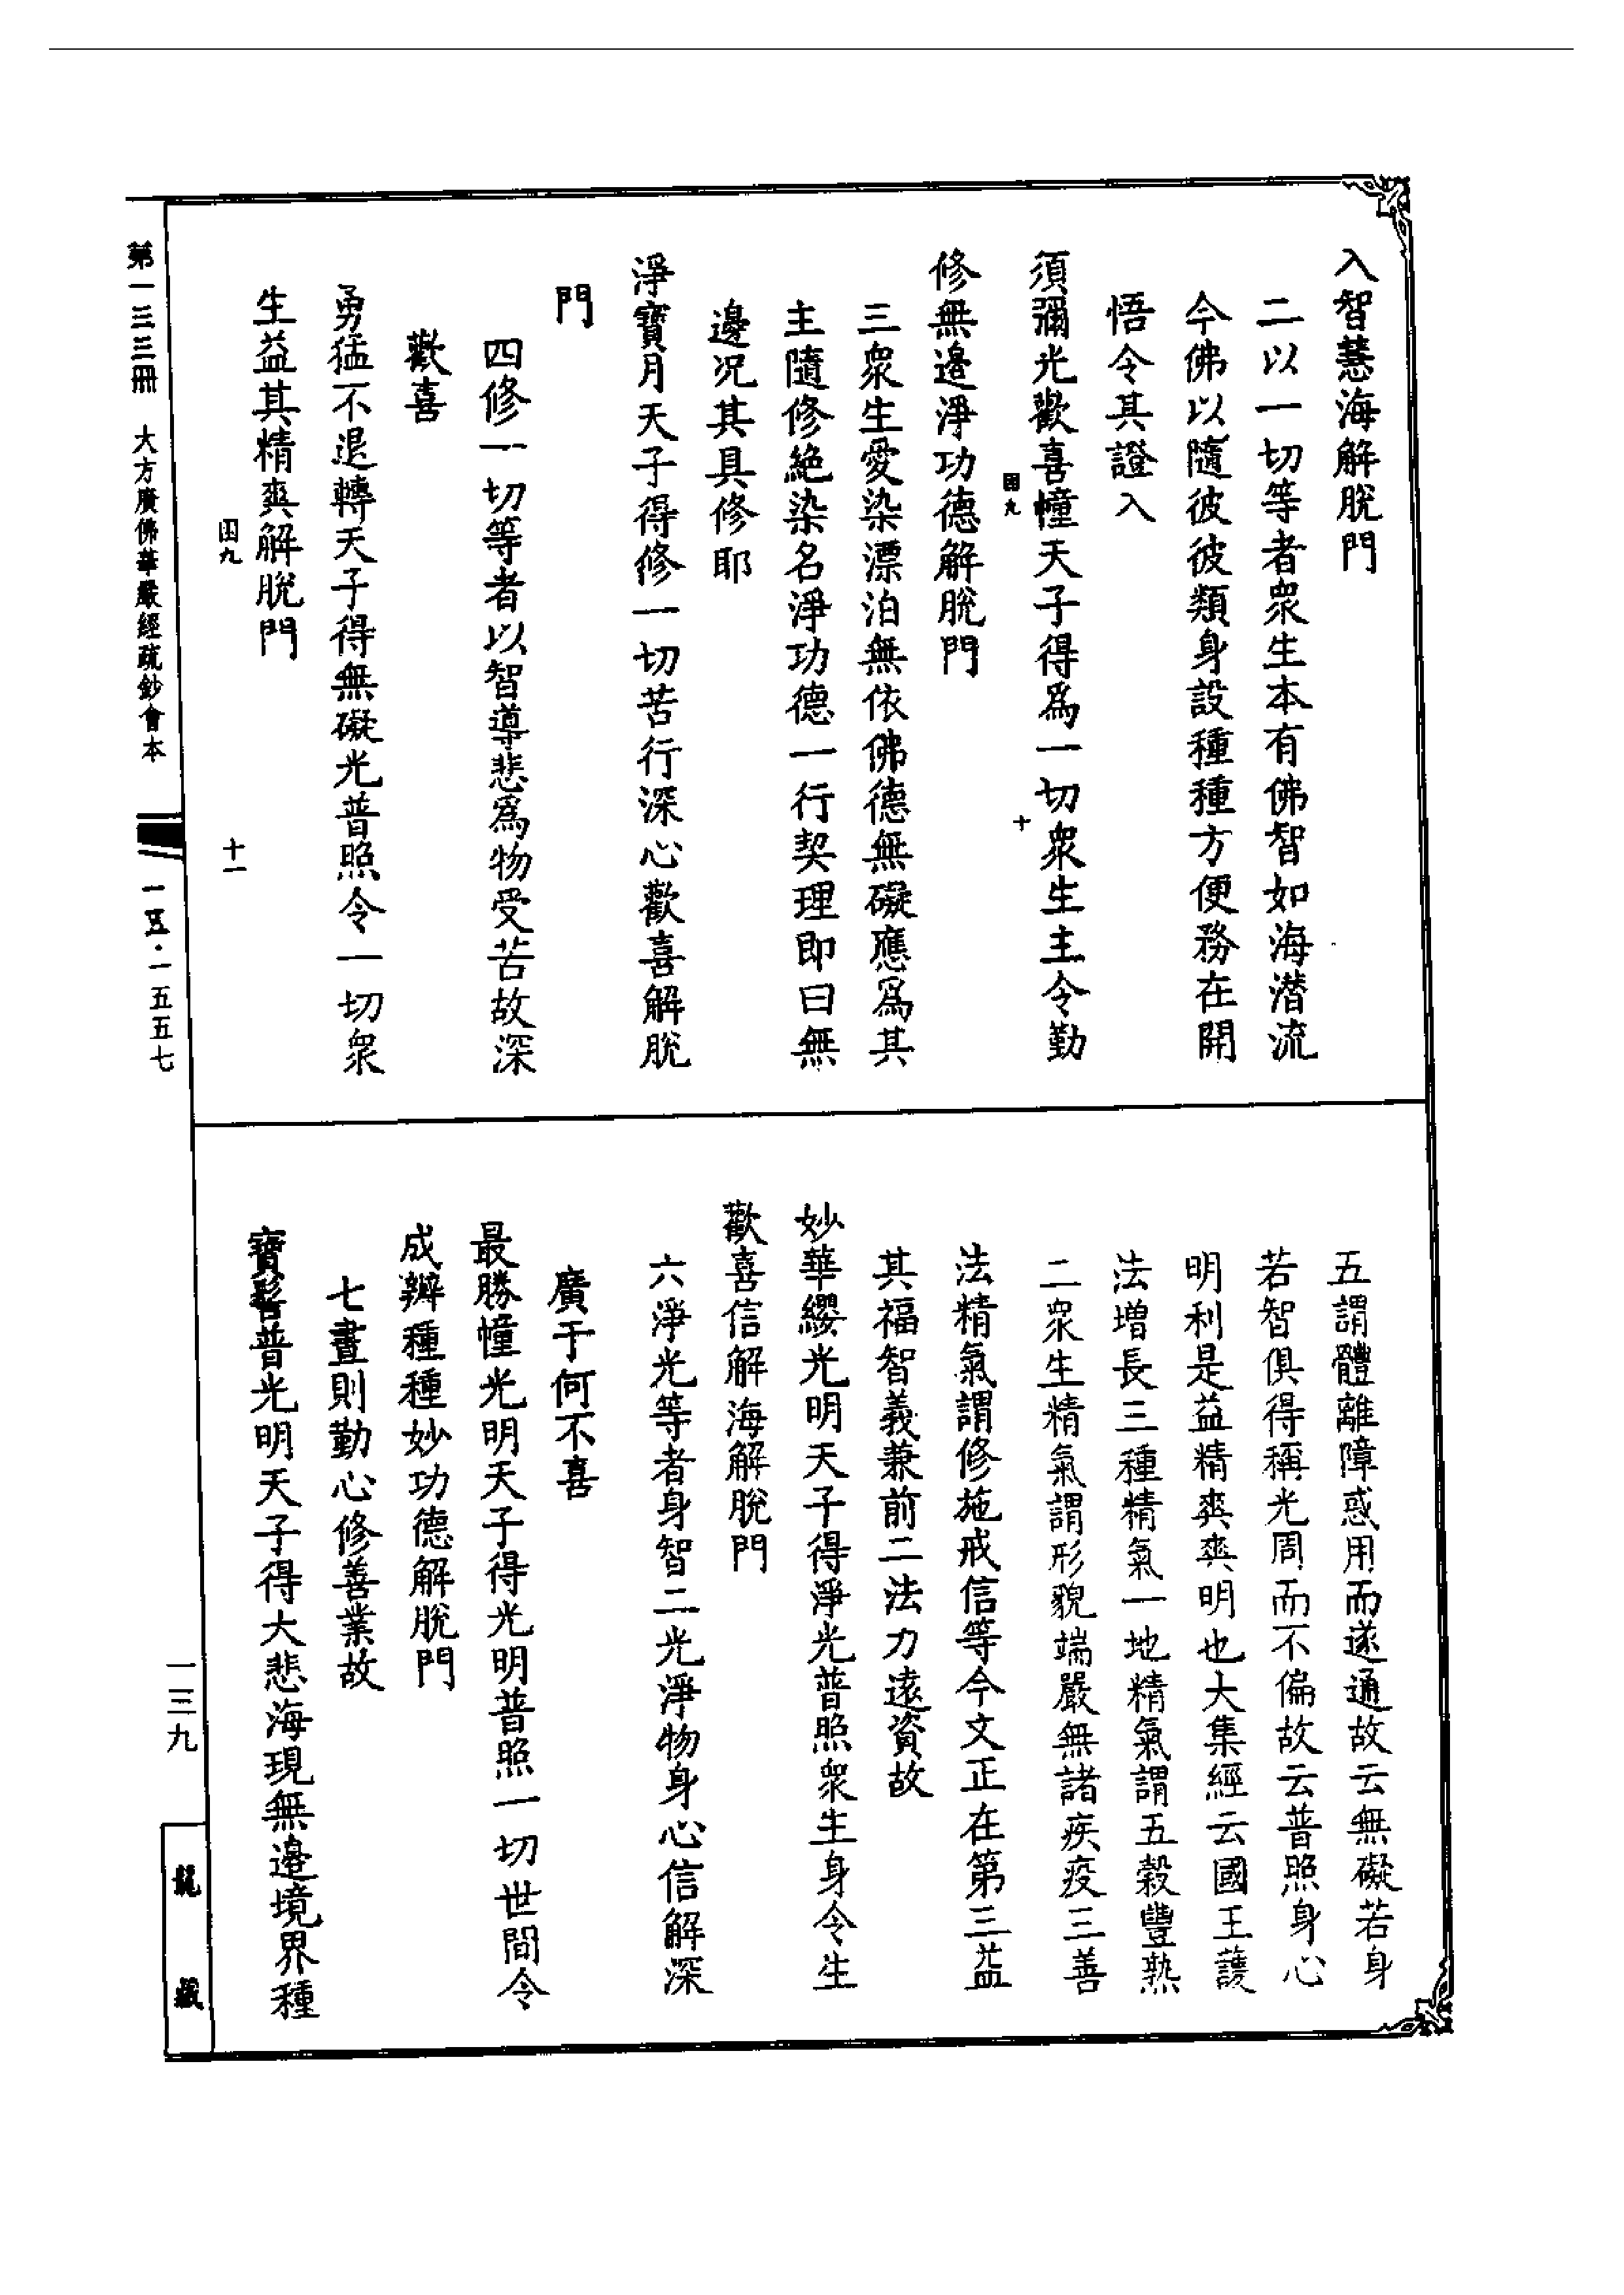 入智慧海解脫門
二以一切等者衆生本有佛智如海潜流
今佛以隨彼彼類身設種種方便務在開
悟令其證入
須彌光歡喜幢天子得爲一切衆生主令勤
十
修無邊淨功德解脫門
三衆生愛染漂泊無依佛德無礙應爲其
主隨修絶染名淨功德一行契理即曰無
邊況其具修耶
淨寶月天子得修一切苦行深心歡喜解脫
門
四修一切等者以智導悲爲物受苦故深
歡喜
勇猛不退轉天子得無礙光普照令一切衆
生益其精爽解脫門
十一
五謂體離障惑用而遂通故云無礙若身
若智俱得稱光周而不偏故云普照身心
明利是益精爽爽明也大集經云國王護
法增長三種精氣一地精氣謂五穀豐熟
二衆生精氣謂形貌端嚴無諸疾疫三善
法精氣謂修施戒信等今文正在第三益
其福智義兼前二法力遠資故
妙華纓光明天子得淨光普照衆生身令生
歡喜信解海解脫門
六淨光等者身智二光淨物身心信解深
廣于何不喜
最勝幢光明天子得光明普照一切世間令
成辦種種妙功德解脫門
七晝則勤心修善業故
寶髻普光明天子得大悲海現無邊境界種
第一三三冊　大方廣佛華嚴經疏鈔會本
一五五·一五五七
一三九
龍藏